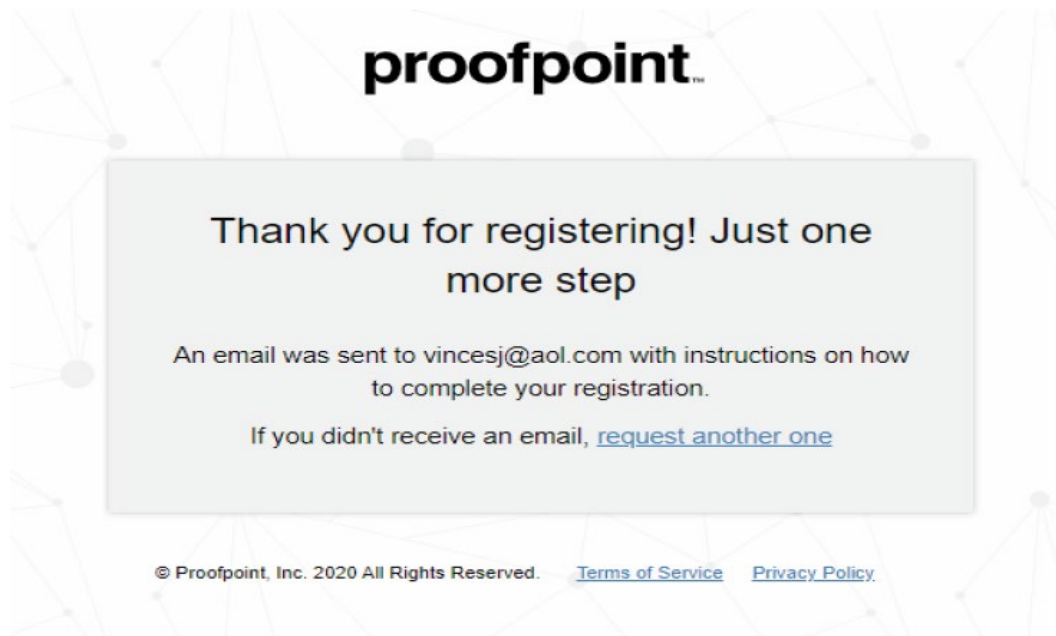 proofpoint™
Thank you for registering! Just one
more step
An email was sent to vincesj@aol.com with instructions on how
to complete your registration.
If you didn't receive an email, request another one
© Proofpoint, Inc. 2020 All Rights Reserved. Terms of Service Privacy Policy